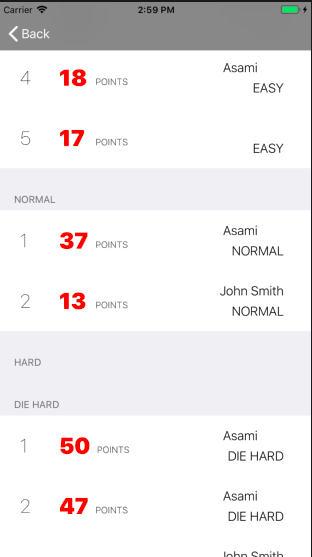 Carrier 2:59 PM
Back
4 18 POINTS Asami
EASY
5 17 POINTS
EASY
NORMAL
1 37 POINTS Asami
NORMAL
2 13 POINTS John Smith
NORMAL
HARD
DIE HARD
1 50 POINTS Asami
DIE HARD
2 47 POINTS Asami
DIE HARD
John Smith